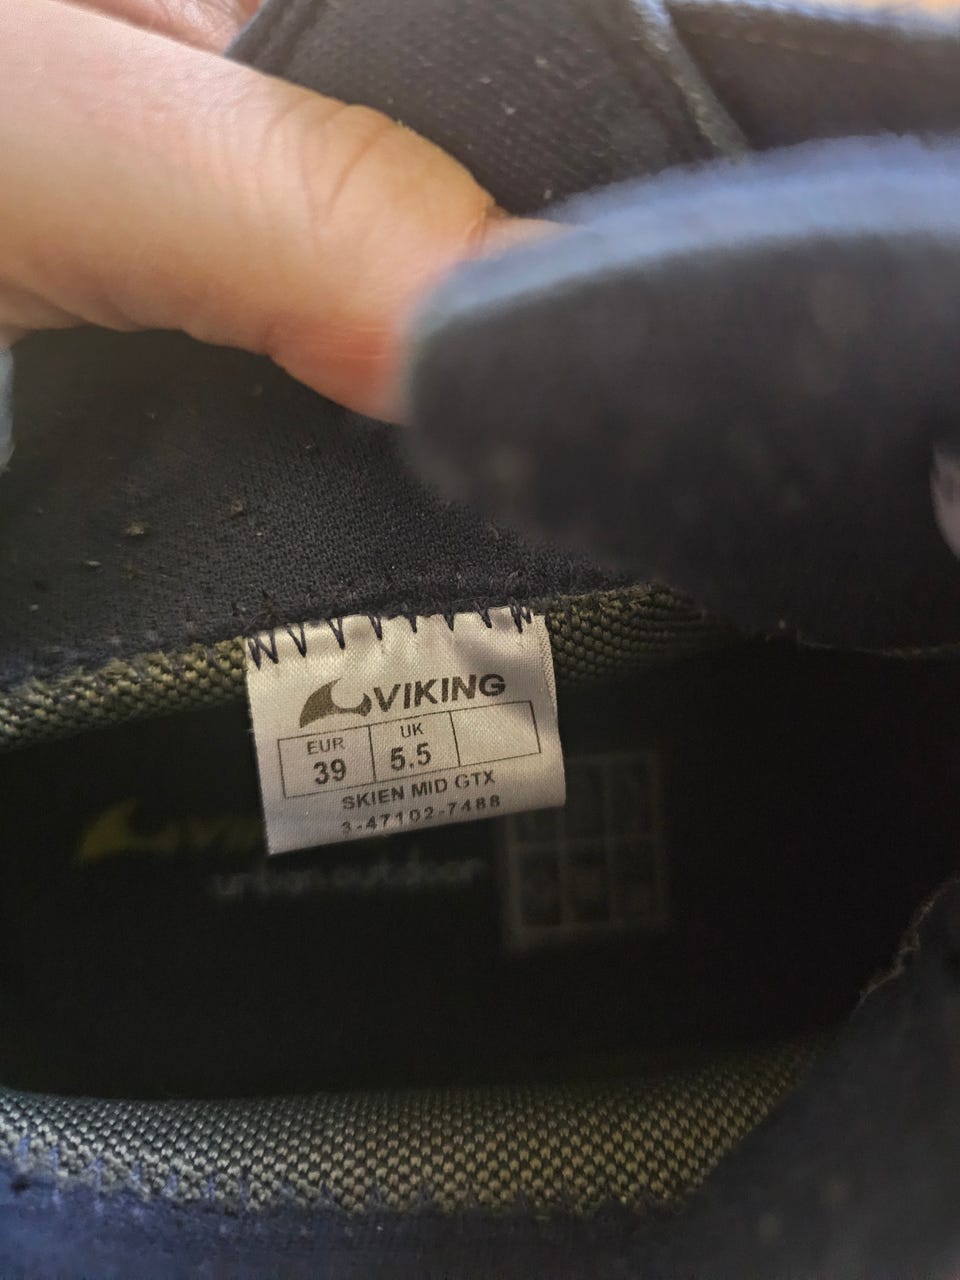 VIKING
EUR UK
39 5.5
SKIEN MID GTX
3-47102-7488
urban outdoor